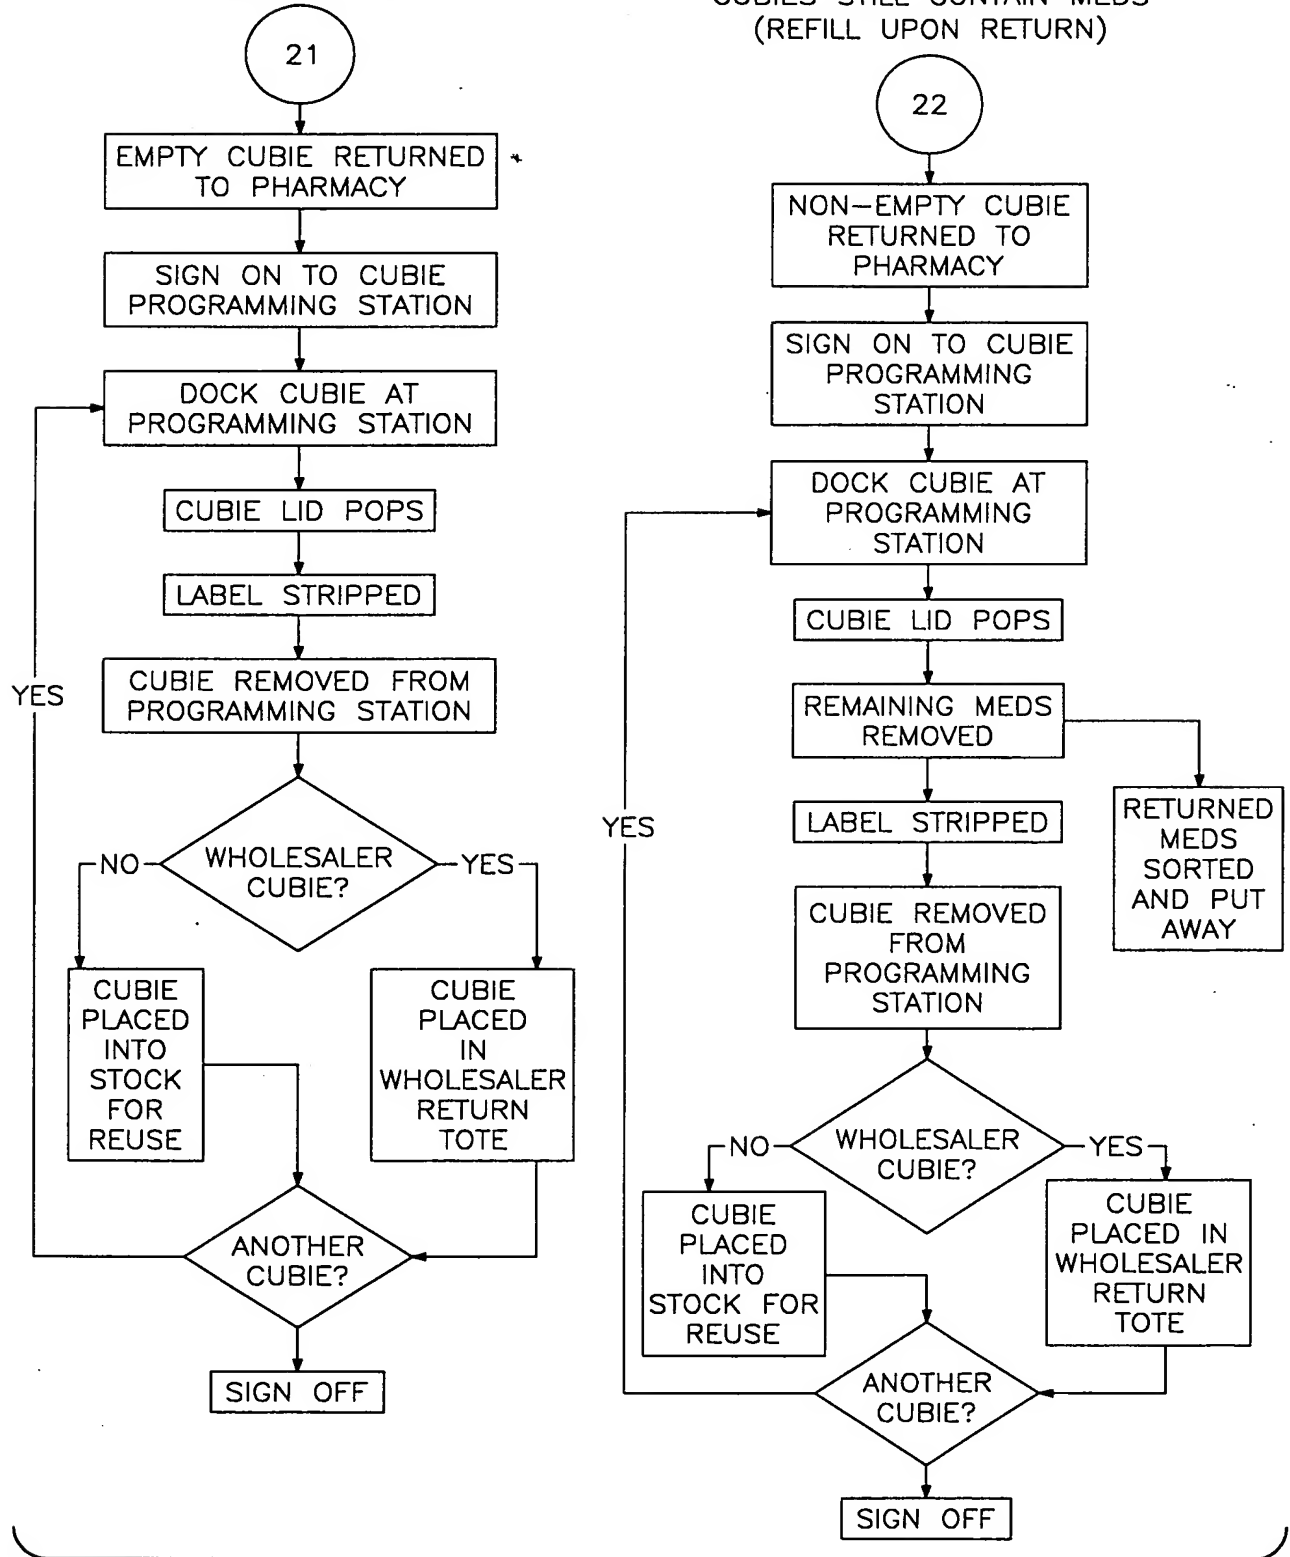 21
EMPTY CUBIE RETURNED
TO PHARMACY
SIGN ON TO CUBIE
PROGRAMMING STATION
DOCK CUBIE AT
PROGRAMMING STATION
CUBIE LID POPS
LABEL STRIPPED
CUBIE REMOVED FROM
PROGRAMMING STATION
YES
WHOLESALER
CUBIE?
NO
YES
CUBIE
PLACED
INTO
STOCK
FOR
REUSE
CUBIE
PLACED
IN
WHOLESALER
RETURN
TOTE
ANOTHER
CUBIE?
SIGN OFF
CUBIES STILL CONTAIN MEDS
(REFILL UPON RETURN)
22
NON-EMPTY CUBIE
RETURNED TO
PHARMACY
SIGN ON TO CUBIE
PROGRAMMING
STATION
DOCK CUBIE AT
PROGRAMMING
STATION
CUBIE LID POPS
REMAINING MEDS
REMOVED
RETURNED
MEDS
SORTED
AND PUT
AWAY
LABEL STRIPPED
YES
CUBIE REMOVED
FROM
PROGRAMMING
STATION
WHOLESALER
CUBIE?
NO
YES
CUBIE
PLACED
INTO
STOCK FOR
REUSE
CUBIE
PLACED IN
WHOLESALER
RETURN
TOTE
ANOTHER
CUBIE?
SIGN OFF